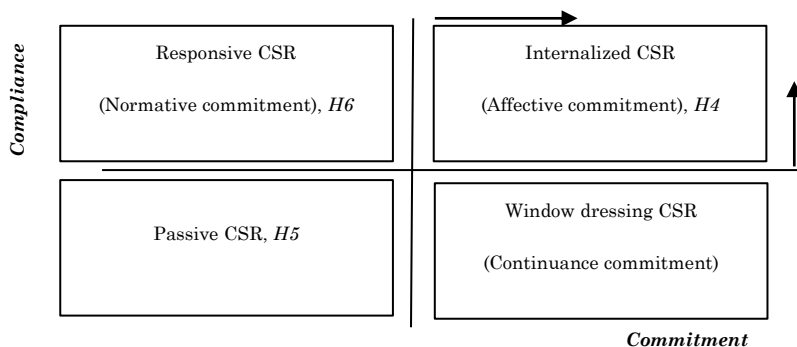 Compliance
Responsive CSR
(Normative commitment), H6
Internalized CSR
(Affective commitment), H4
Passive CSR, H5
Window dressing CSR
(Continuance commitment)
Commitment